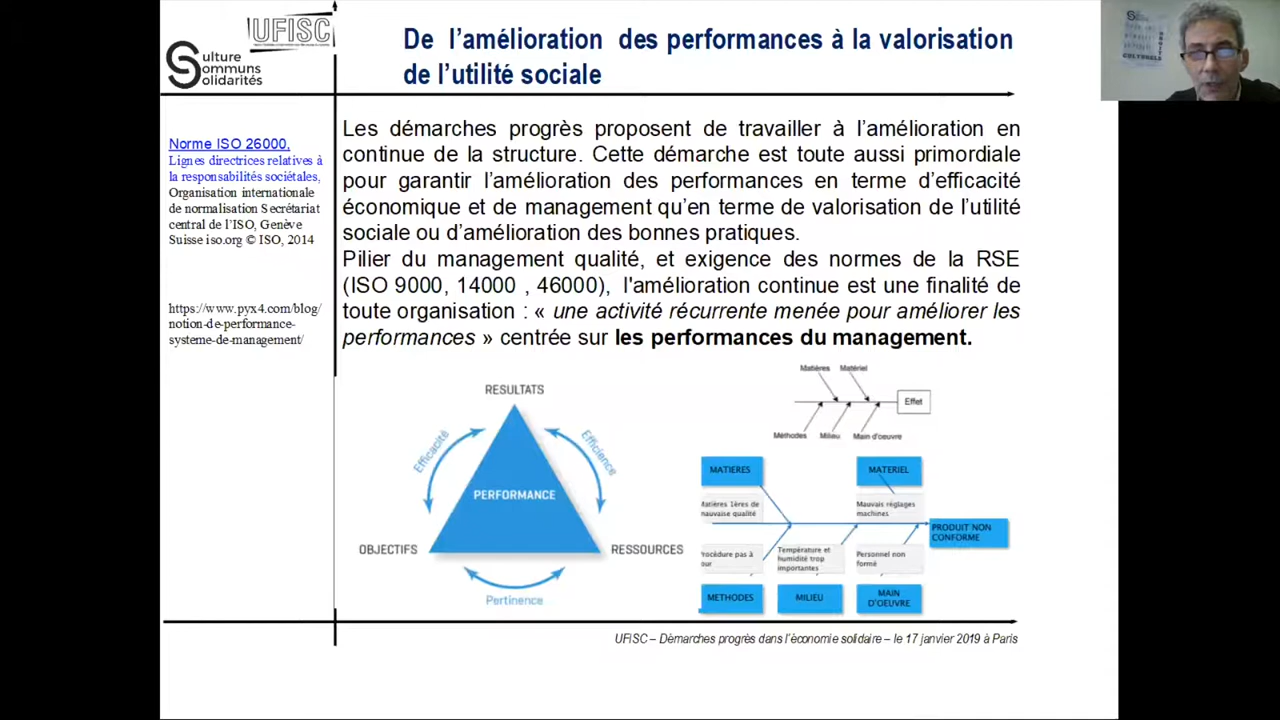 UFISC
Culture
Communs
Solidarités
De l’amélioration des performances à la valorisation
de l’utilité sociale
Norme ISO 26000,
Lignes directrices relatives à
la responsabilités sociétales,
Organisation internationale
de normalisation Secrétariat
central de l’ISO, Genève
Suisse iso.org © ISO, 2014
https://www.pyx4.com/blog/
notion-de-performance-
systeme-de-management/
Les démarches progrès proposent de travailler à l’amélioration en
continue de la structure. Cette démarche est toute aussi primordiale
pour garantir l’amélioration des performances en terme d’efficacité
économique et de management qu’en terme de valorisation de l’utilité
sociale ou d’amélioration des bonnes pratiques.
Pilier du management qualité, et exigence des normes de la RSE
(ISO 9000, 14000 , 46000), l'amélioration continue est une finalité de
toute organisation : « une activité récurrente menée pour améliorer les
performances » centrée sur les performances du management.
RESULTATS
Efficacité
Efficience
PERFORMANCE
OBJECTIFS
RESSOURCES
Pertinence
Matières Matériel
Effet
Méthodes Milieu Main d'oeuvre
MATIERES
MATERIEL
Matières 1ères de
mauvaise qualité
Mauvais réglages
machines
PRODUIT NON
CONFORME
Procédure pas à
jour
Température et
humidité trop
importantes
Personnel non
formé
METHODES
MILIEU
MAIN
D'OEUVRE
UFISC – Démarches progrès dans l’économie solidaire – le 17 janvier 2019 à Paris
CULTURELS